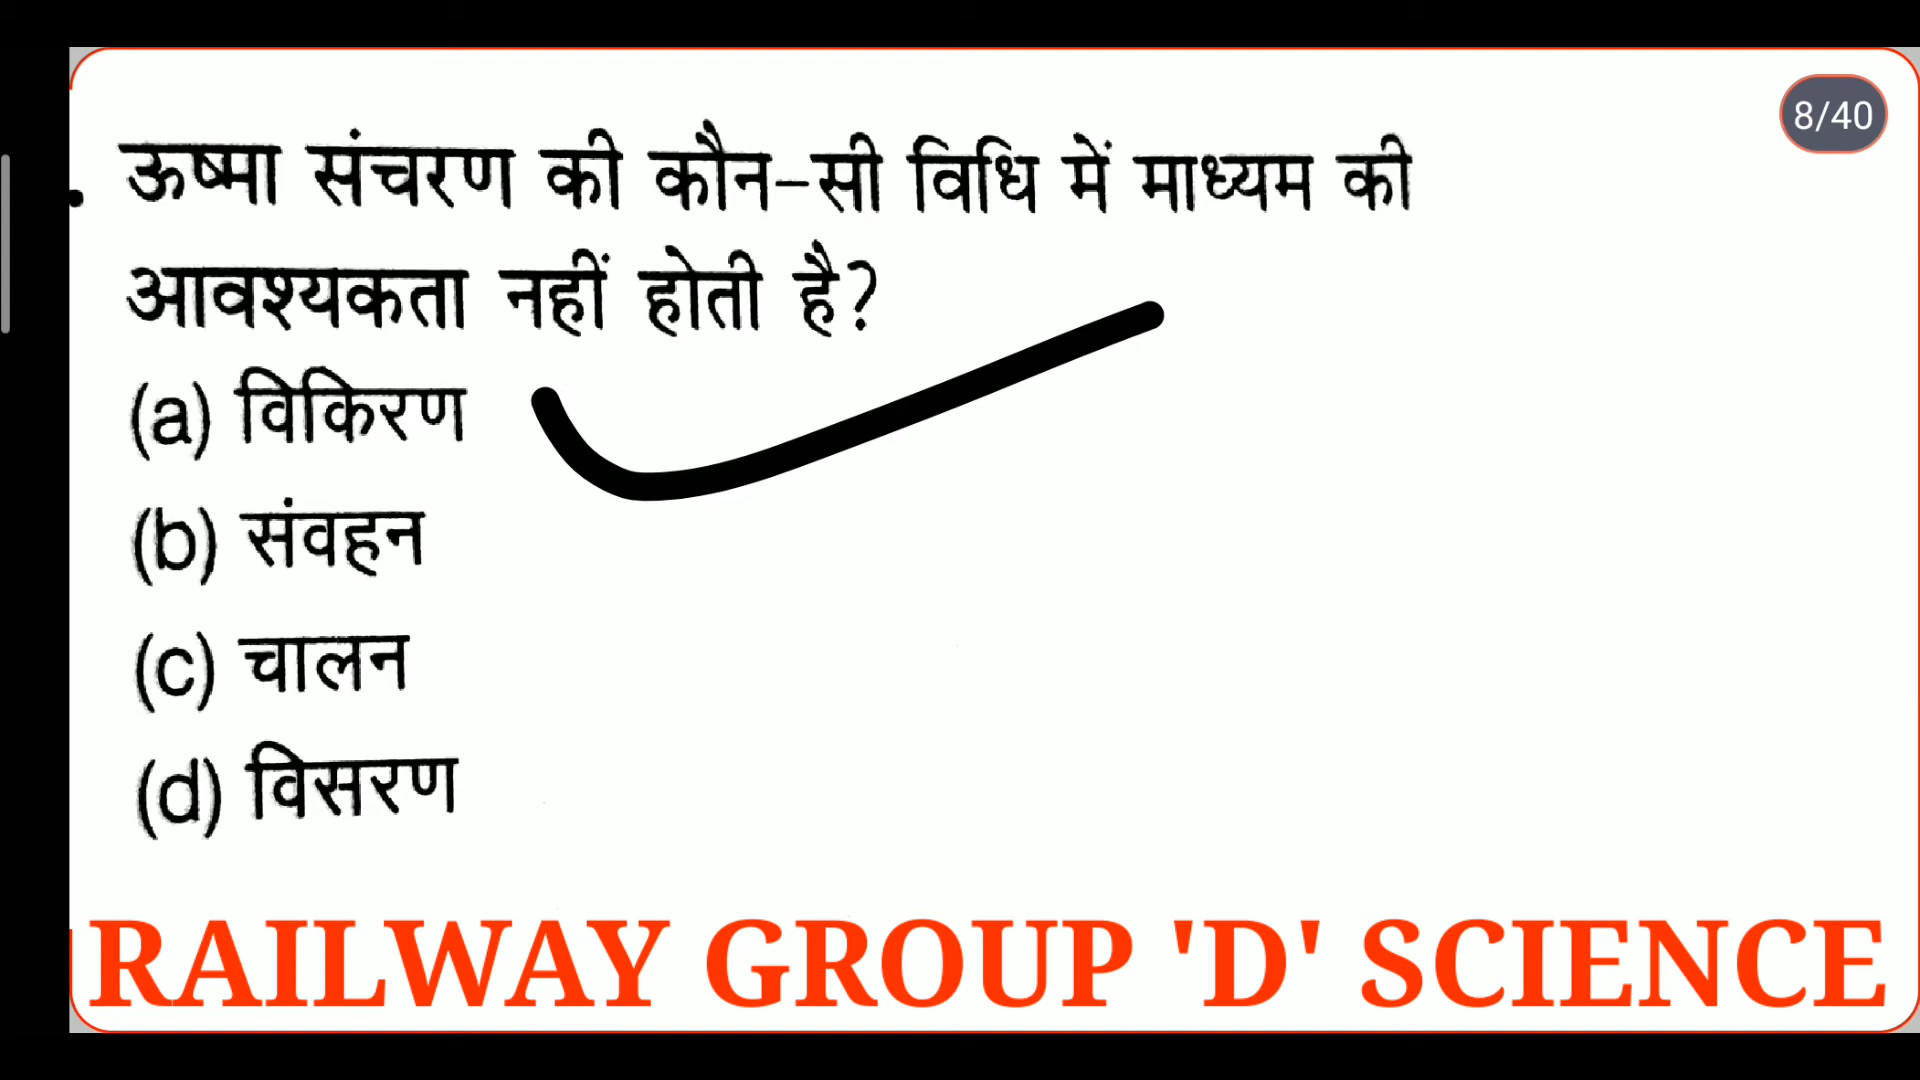 8/40
. ऊष्मा संचरण की कौन-सी विधि में माध्यम की
आवश्यकता नहीं होती है?
(a) विकिरण
(b) संवहन
(c) चालन
(d) विसरण
RAILWAY GROUP 'D' SCIENCE